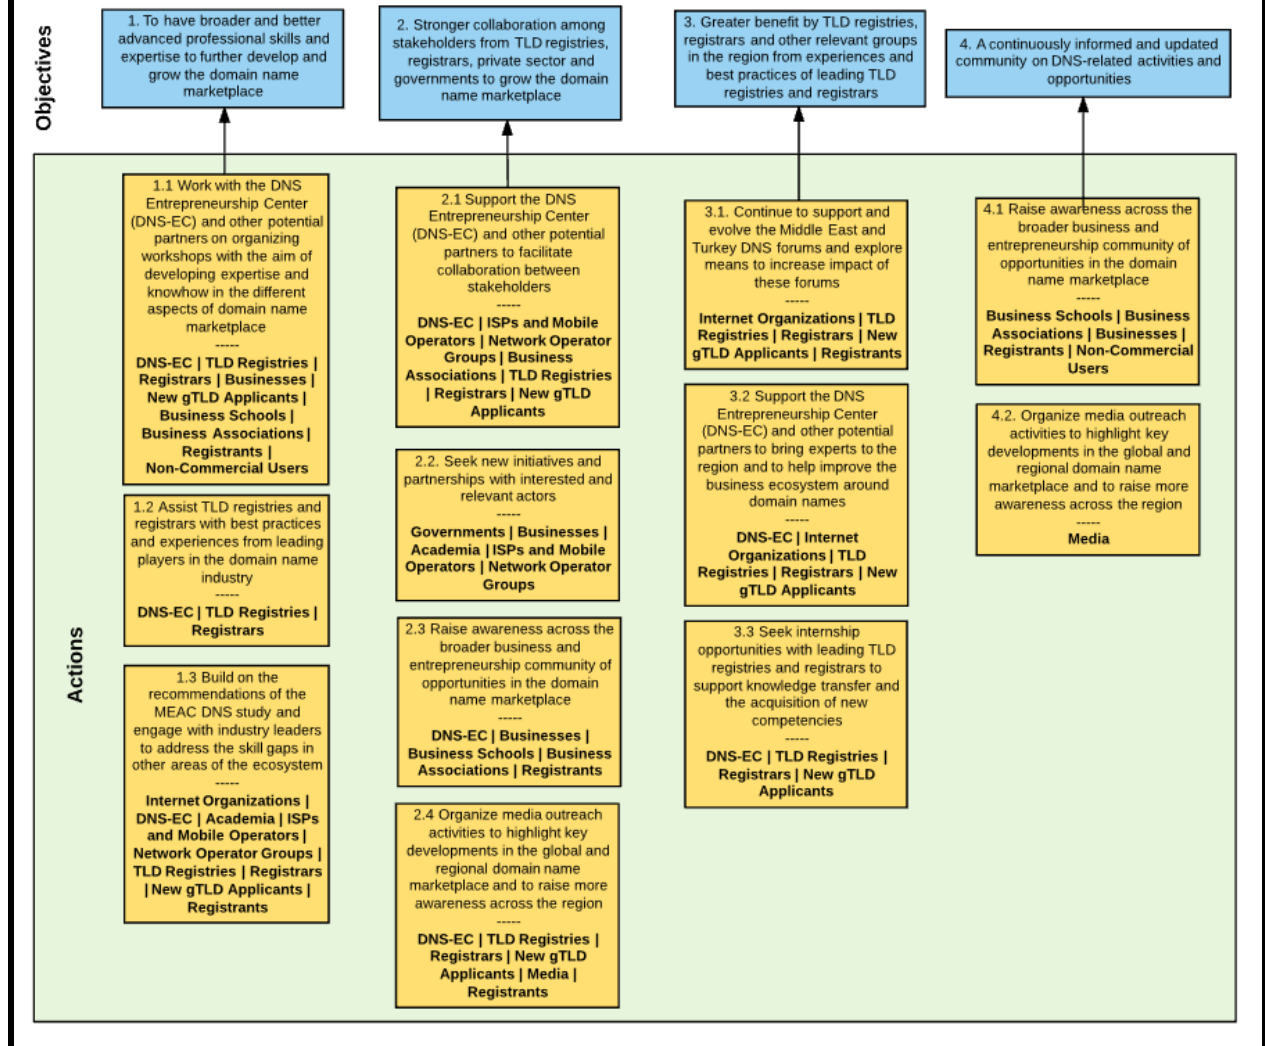 Objectives
1. To have broader and better
advanced professional skills and
expertise to further develop and
grow the domain name
marketplace
2. Stronger collaboration among
stakeholders from TLD registries,
registrars, private sector and
governments to grow the domain
name marketplace
3. Greater benefit by TLD registries,
registrars and other relevant groups
in the region from experiences and
best practices of leading TLD
registries and registrars
4. A continuously informed and updated
community on DNS-related activities and
opportunities
Actions
1.1 Work with the DNS
Entrepreneurship Center
(DNS-EC) and other potential
partners on organizing
workshops with the aim of
developing expertise and
knowhow in the different
aspects of domain name
marketplace
-----
DNS-EC | TLD Registries |
Registrars | Businesses |
New gTLD Applicants |
Business Schools |
Business Associations |
Registrants |
Non-Commercial Users
1.2 Assist TLD registries and
registrars with best practices
and experiences from leading
players in the domain name
industry
-----
DNS-EC | TLD Registries |
Registrars
1.3 Build on the
recommendations of the
MEAC DNS study and
engage with industry leaders
to address the skill gaps in
other areas of the ecosystem
-----
Internet Organizations |
DNS-EC | Academia | ISPs
and Mobile Operators |
Network Operator Groups |
TLD Registries | Registrars
| New gTLD Applicants |
Registrants
2.1 Support the DNS
Entrepreneurship Center
(DNS-EC) and other potential
partners to facilitate
collaboration between
stakeholders
-----
DNS-EC | ISPs and Mobile
Operators | Network Operator
Groups | Business
Associations | TLD Registries
| Registrars | New gTLD
Applicants
2.2. Seek new initiatives and
partnerships with interested and
relevant actors
-----
Governments | Businesses |
Academia | ISPs and Mobile
Operators | Network Operator
Groups
2.3 Raise awareness across the
broader business and
entrepreneurship community of
opportunities in the domain
name marketplace
-----
DNS-EC | Businesses |
Business Schools | Business
Associations | Registrants
2.4 Organize media outreach
activities to highlight key
developments in the global and
regional domain name
marketplace and to raise more
awareness across the region
-----
DNS-EC | TLD Registries |
Registrars | New gTLD
Applicants | Media |
Registrants
3.1. Continue to support and
evolve the Middle East and
Turkey DNS forums and explore
means to increase impact of
these forums
-----
Internet Organizations | TLD
Registries | Registrars | New
gTLD Applicants | Registrants
3.2 Support the DNS
Entrepreneurship Center
(DNS-EC) and other potential
partners to bring experts to the
region and to help improve the
business ecosystem around
domain names
-----
DNS-EC | Internet
Organizations | TLD
Registries | Registrars | New
gTLD Applicants
3.3 Seek internship
opportunities with leading TLD
registries and registrars to
support knowledge transfer and
the acquisition of new
competencies
-----
DNS-EC | TLD Registries |
Registrars | New gTLD
Applicants
4.1 Raise awareness across the
broader business and
entrepreneurship community of
opportunities in the domain
name marketplace
-----
Business Schools | Business
Associations | Businesses |
Registrants | Non-Commercial
Users
4.2. Organize media outreach
activities to highlight key
developments in the global and
regional domain name
marketplace and to raise more
awareness across the region
-----
Media